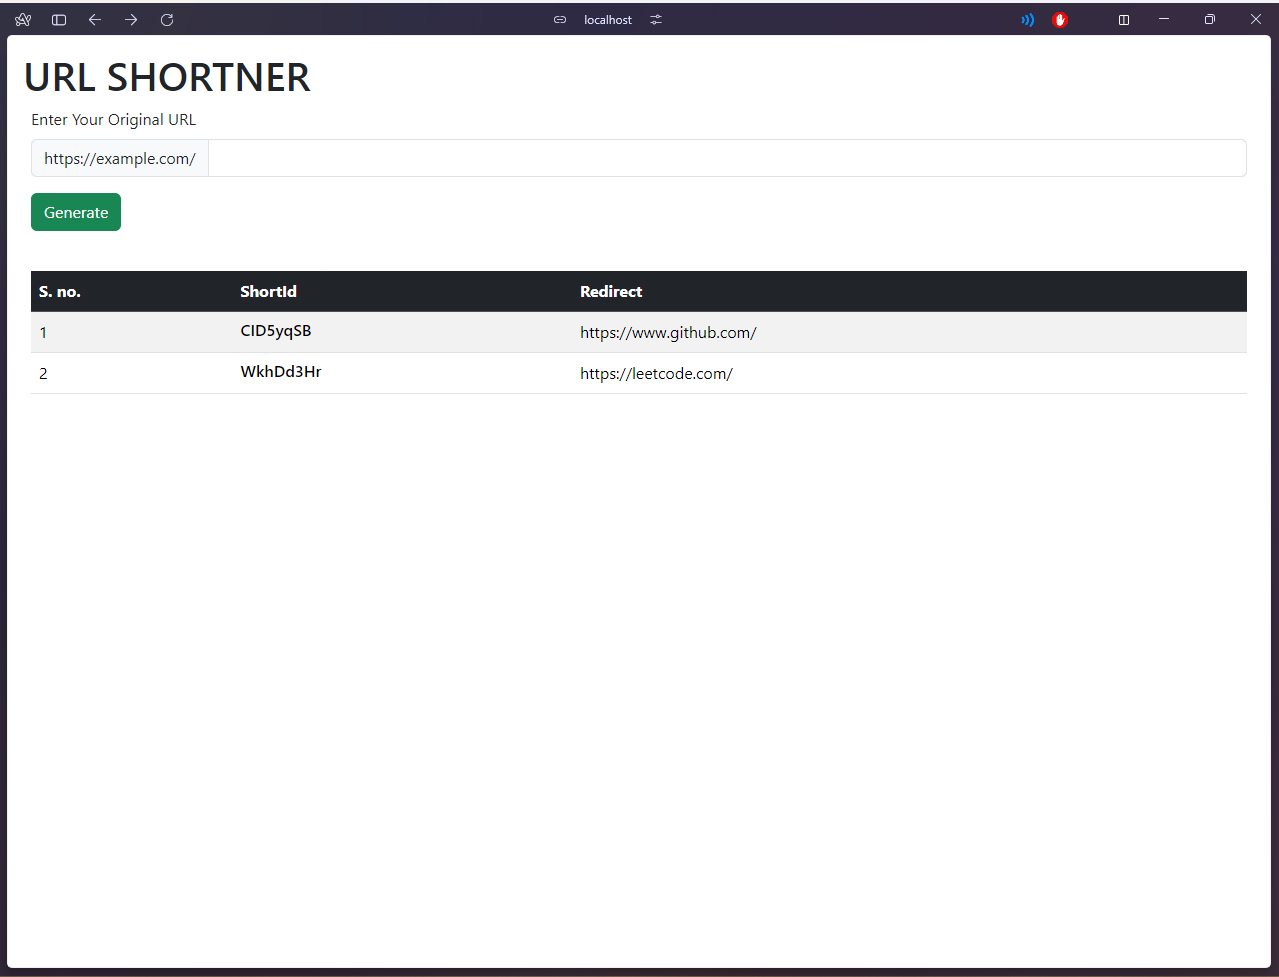 localhost
URL SHORTNER
Enter Your Original URL
https://example.com/
Generate
S. no. ShortId Redirect
1 CID5yqSB https://www.github.com/
2 WkhDd3Hr https://leetcode.com/